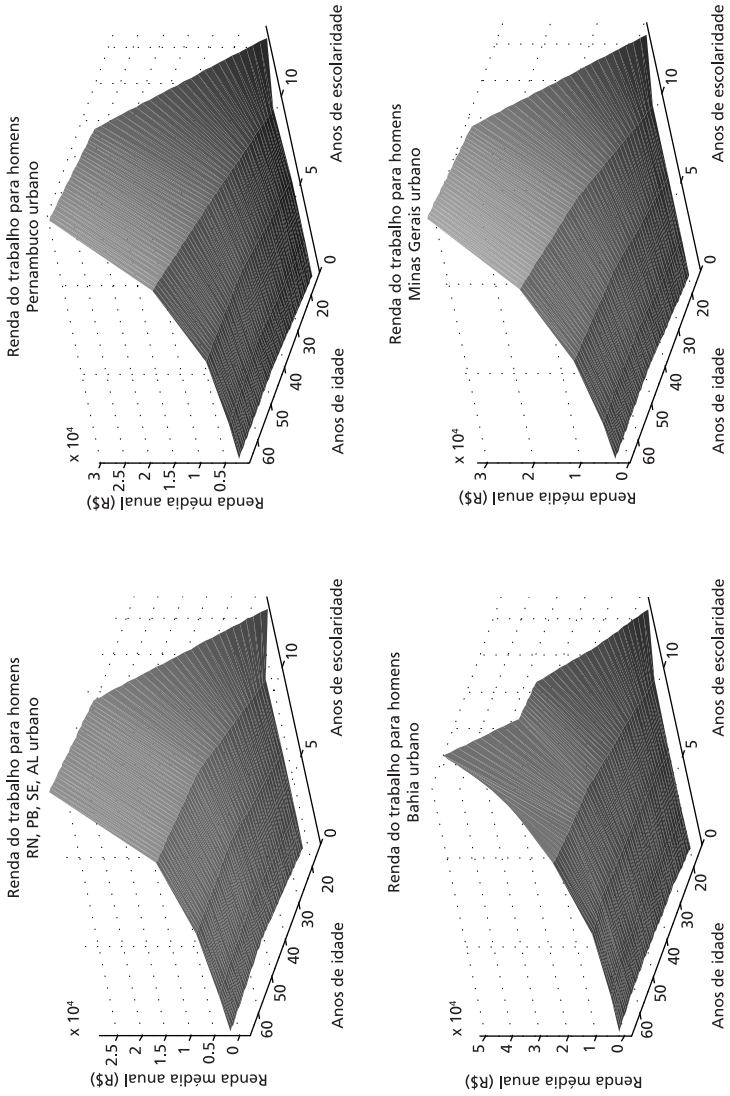 Renda do trabalho para homens
RN, PB, SE, AL urbano
x 10⁴
Renda média anual (R$)
2.5
2
1.5
1
0.5
0
60
50
40
30
20
Anos de idade
0
5
10
Anos de escolaridade
Renda do trabalho para homens
Pernambuco urbano
x 10⁴
Renda média anual (R$)
3
2.5
2
1.5
1
0.5
60
50
40
30
20
Anos de idade
0
5
10
Anos de escolaridade
Renda do trabalho para homens
Bahia urbano
x 10⁴
Renda média anual (R$)
5
4
3
2
1
0
60
50
40
30
20
Anos de idade
0
5
10
Anos de escolaridade
Renda do trabalho para homens
Minas Gerais urbano
x 10⁴
Renda média anual (R$)
3
2
1
0
60
50
40
30
20
Anos de idade
0
5
10
Anos de escolaridade